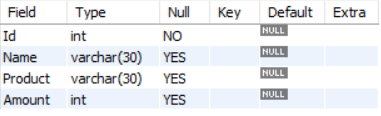 Field Type Null Key Default Extra
Id int NO NULL
Name varchar(30) YES NULL
Product varchar(30) YES NULL
Amount int YES NULL